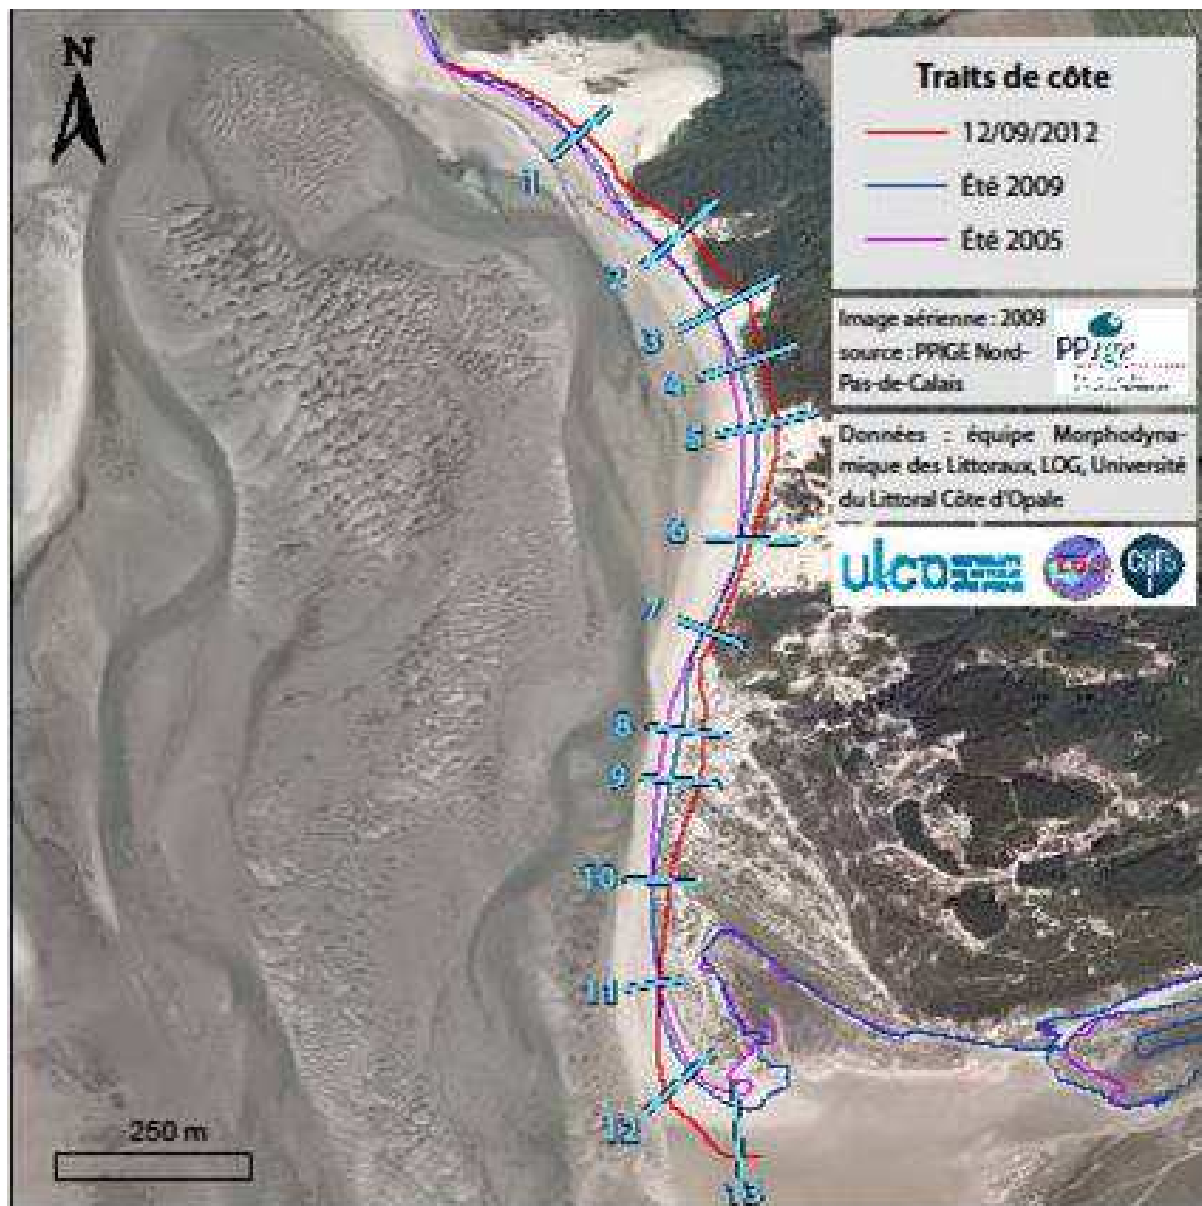 N
Traits de côte
12/09/2012
Été 2009
Été 2005
Image aérienne : 2009
source : PPIGE Nord-
Pas-de-Calais
PPige
Données : équipe Morphodyna-
mique des Littoraux, LOG, Université
du Littoral Côte d'Opale
ulco
1
2
3
4
5
6
7
8
9
10
11
12
13
250 m